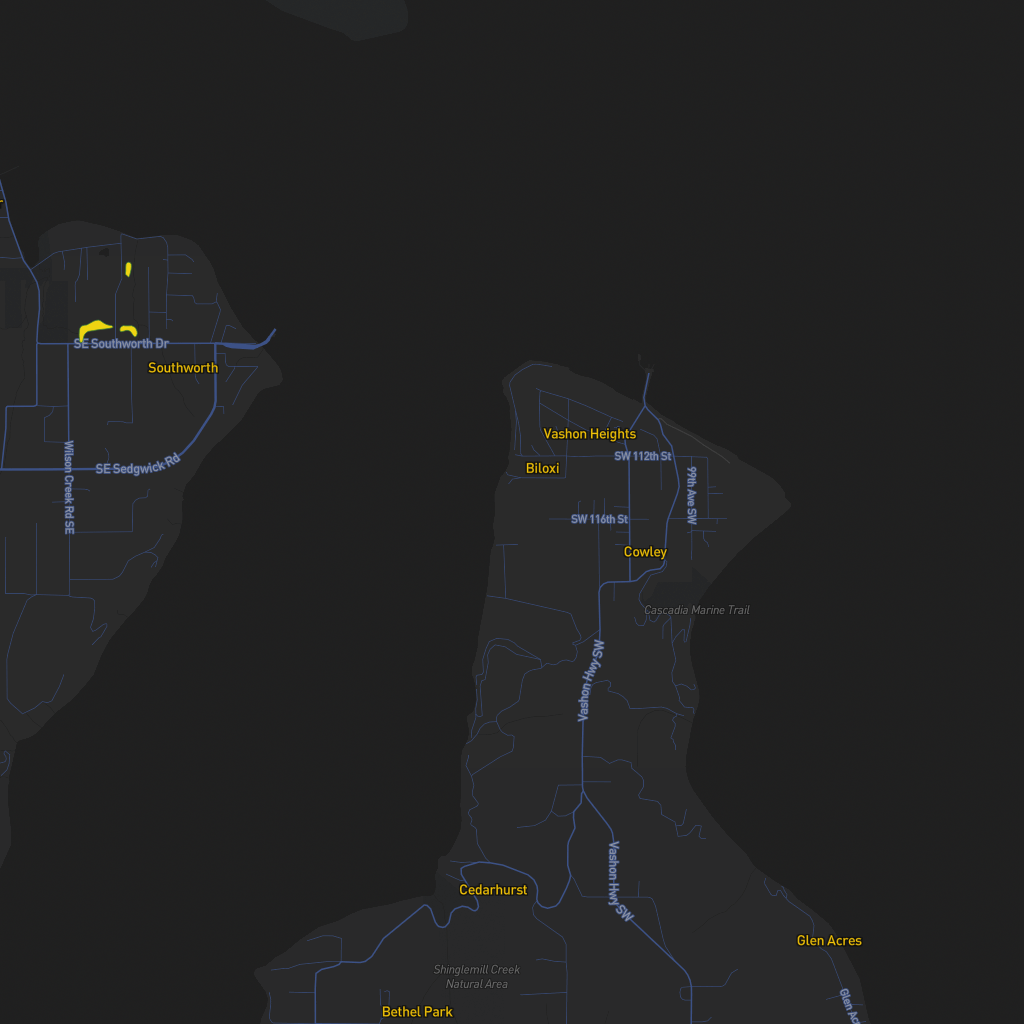 SE Southworth Dr
Southworth
Vashon Heights
SW 112th St
Biloxi
SE Sedgwick Rd
Wilson Creek Rd SE
99th Ave SW
SW 116th St
Cowley
Cascadia Marine Trail
Vashon Hwy SW
Vashon Hwy SW
Cedarhurst
Glen Acres
Shinglemill Creek
Natural Area
Bethel Park